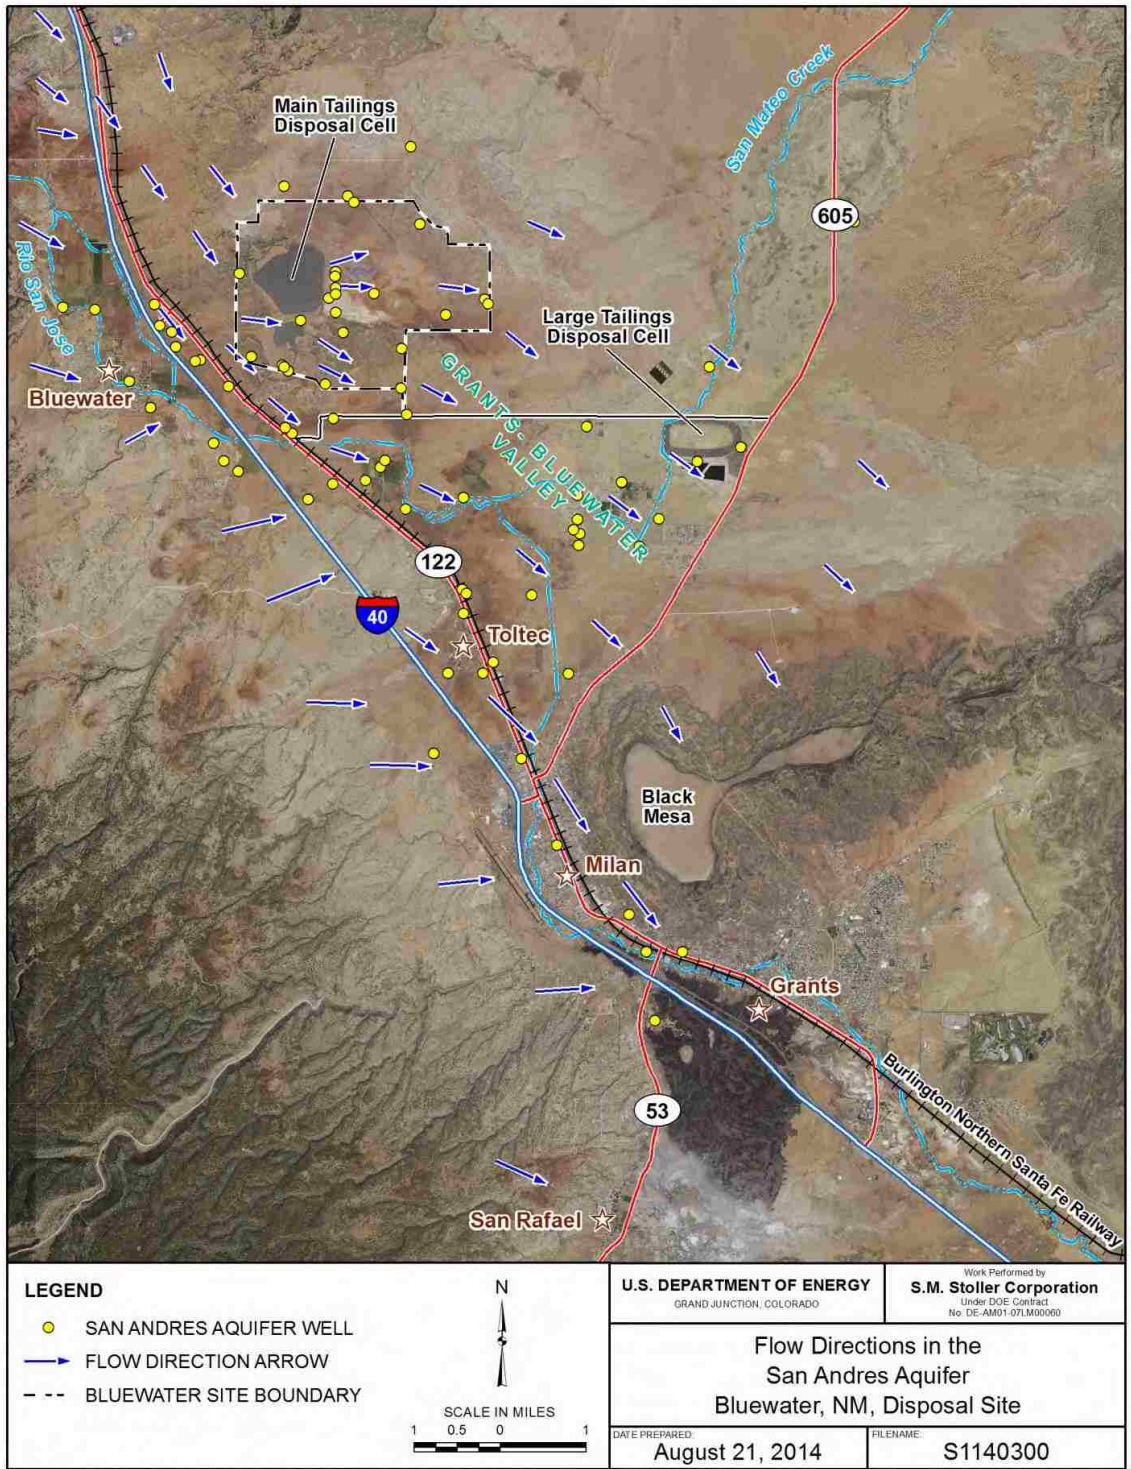 San Mateo Creek
Main Tailings
Disposal Cell
605
Rio San Jose
Large Tailings
Disposal Cell
Bluewater
GRANTS - BLUEWATER
VALLEY
122
40
Toltec
Black
Mesa
Milan
Grants
Burlington Northern Santa Fe Railway
53
San Rafael
LEGEND
SAN ANDRES AQUIFER WELL
FLOW DIRECTION ARROW
BLUEWATER SITE BOUNDARY
N
SCALE IN MILES
1 0.5 0 1
U.S. DEPARTMENT OF ENERGY
GRAND JUNCTION, COLORADO
Work Performed by
S.M. Stoller Corporation
Under DOE Contract
No. DE-AM01-07LM00060
Flow Directions in the
San Andres Aquifer
Bluewater, NM, Disposal Site
DATE PREPARED:
August 21, 2014
FILENAME:
S1140300